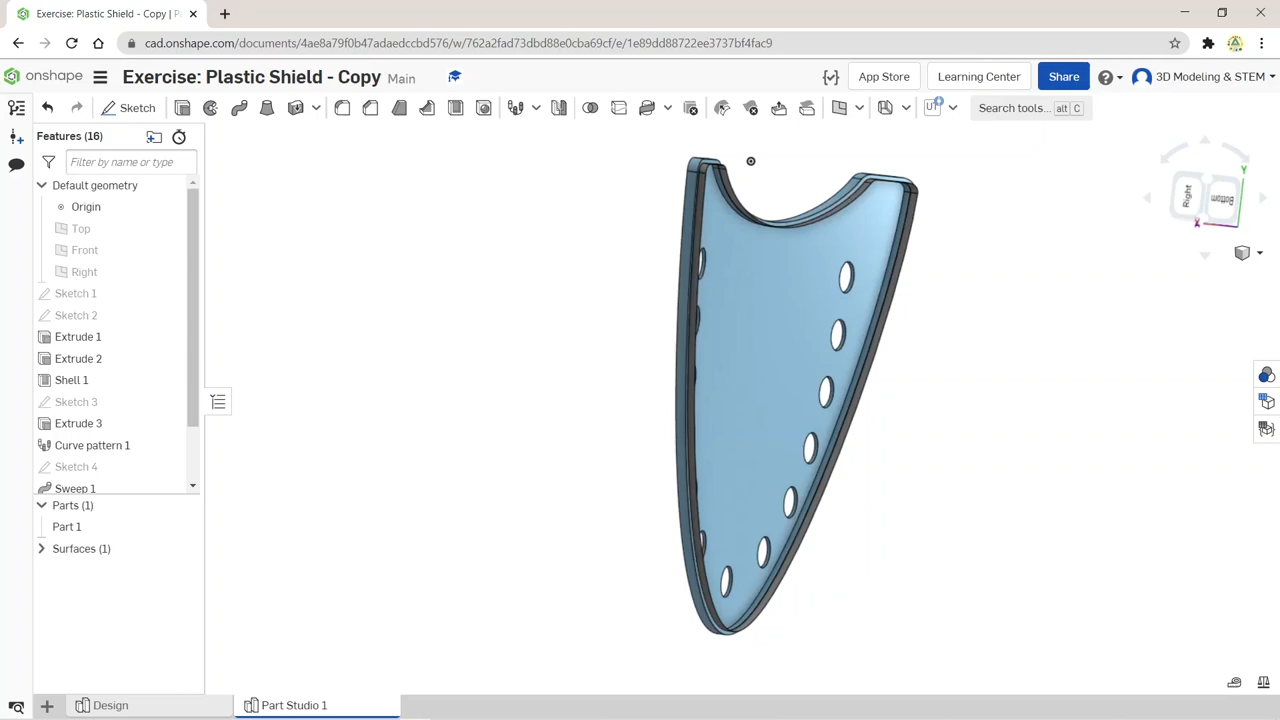 Exercise: Plastic Shield - Copy | P
cad.onshape.com/documents/4ae8a79f0b47adaedccbd576/w/762a2fad73dbd88e0cba69cf/e/1e89dd88722ee3737bf4fac9
onshape
Exercise: Plastic Shield - Copy Main
App Store
Learning Center
Share
3D Modeling & STEM
Sketch
Search tools... alt C
Features (16)
Filter by name or type
Default geometry
Origin
Top
Front
Right
Sketch 1
Sketch 2
Extrude 1
Extrude 2
Shell 1
Sketch 3
Extrude 3
Curve pattern 1
Sketch 4
Sweep 1
Parts (1)
Part 1
Surfaces (1)
Right
Bottom
Y
X
Design
Part Studio 1